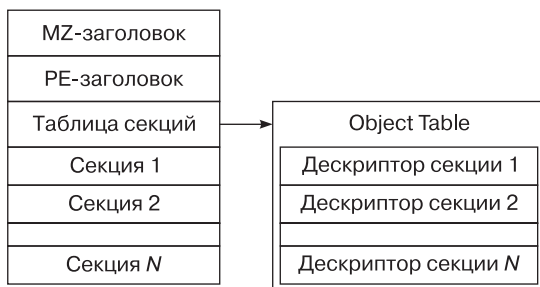 MZ-заголовок
PE-заголовок
Таблица секций
Секция 1
Секция 2
Секция N
Object Table
Дескриптор секции 1
Дескриптор секции 2
Дескриптор секции N